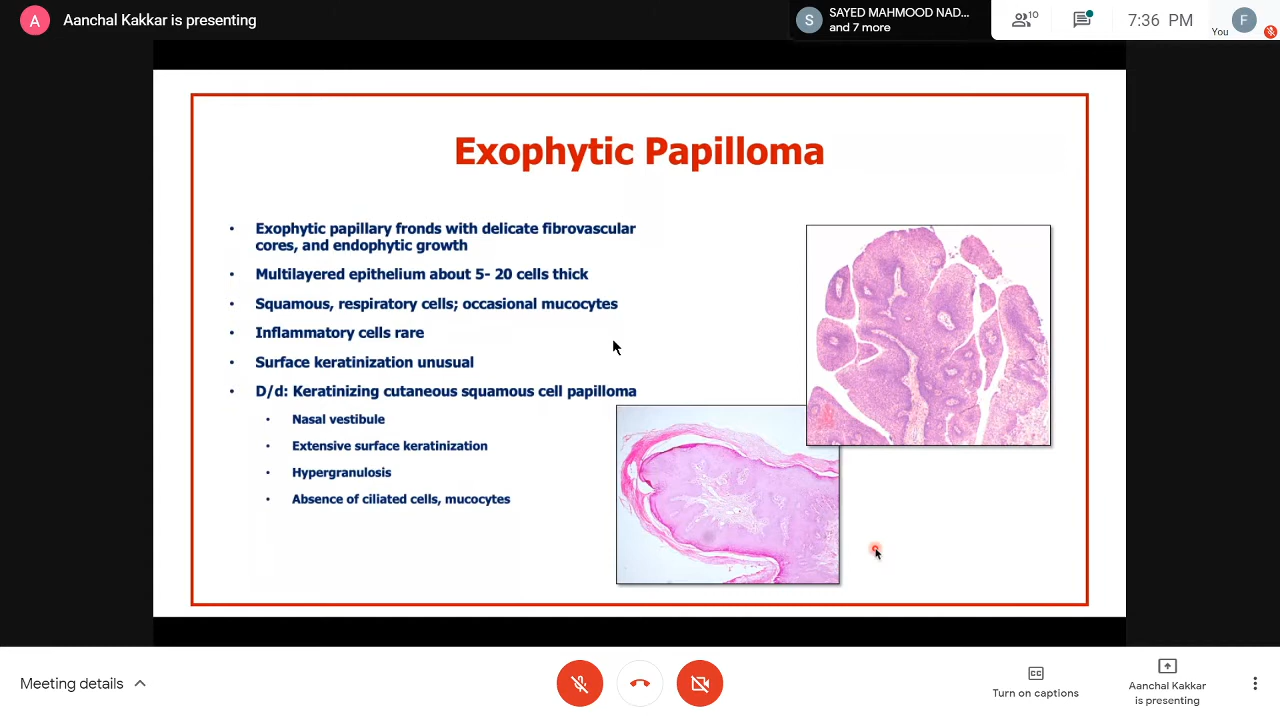 A
Aanchal Kakkar is presenting
S
SAYED MAHMOOD NAD...
and 7 more
10
7:36 PM
You
F
Exophytic Papilloma
• Exophytic papillary fronds with delicate fibrovascular
cores, and endophytic growth
• Multilayered epithelium about 5- 20 cells thick
• Squamous, respiratory cells; occasional mucocytes
• Inflammatory cells rare
• Surface keratinization unusual
• D/d: Keratinizing cutaneous squamous cell papilloma
• Nasal vestibule
• Extensive surface keratinization
• Hypergranulosis
• Absence of ciliated cells, mucocytes
Meeting details
CC
Turn on captions
Aanchal Kakkar
is presenting